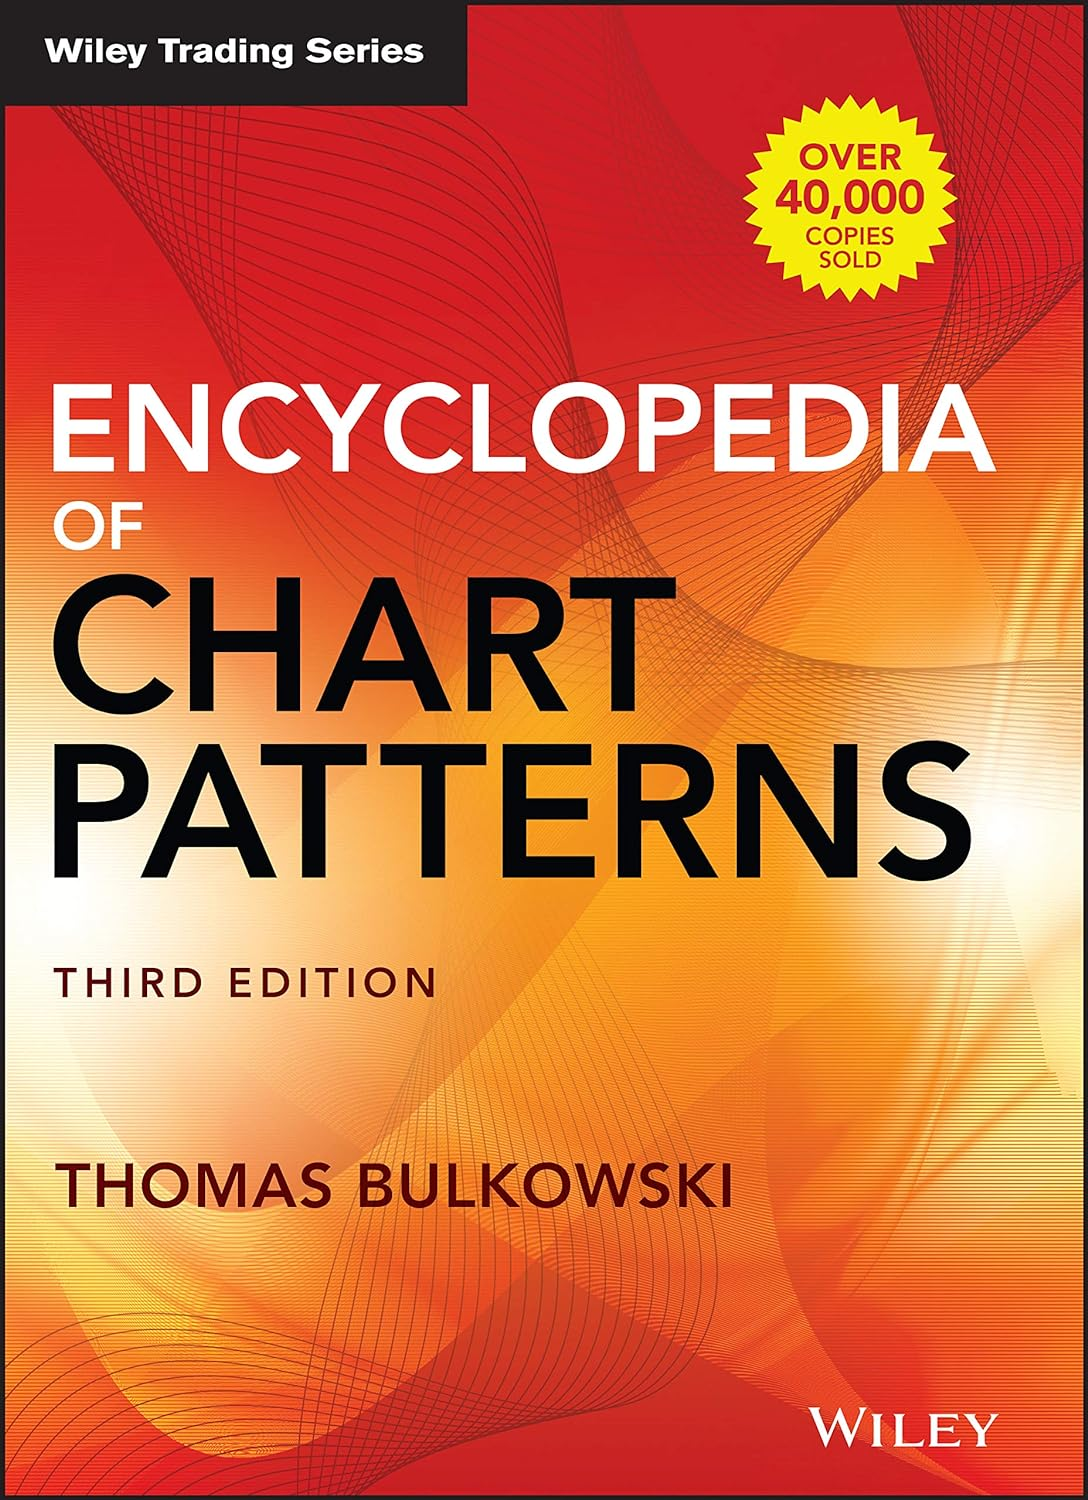 Wiley Trading Series
OVER
40,000
COPIES
SOLD
ENCYCLOPEDIA
OF
CHART
PATTERNS
THIRD EDITION
THOMAS BULKOWSKI
WILEY